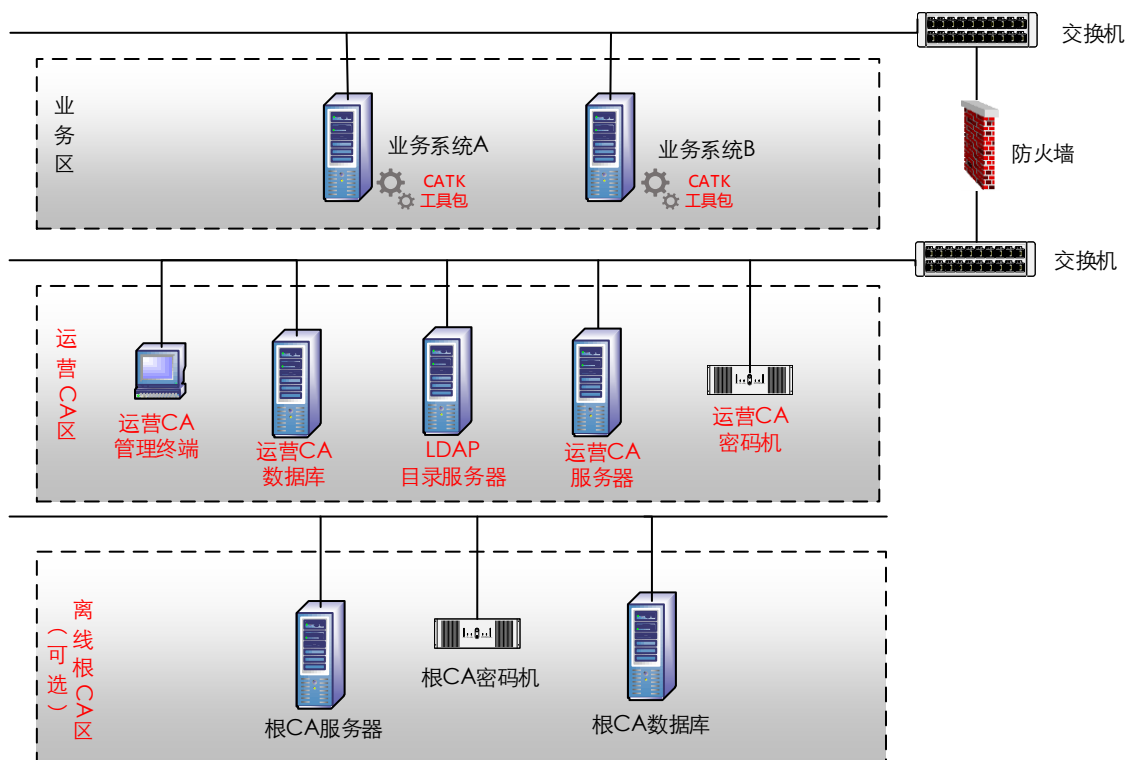 交换机
业务区
业务系统A
CATK
工具包
业务系统B
CATK
工具包
防火墙
交换机
运营CA区
运营CA
管理终端
运营CA
数据库
LDAP
目录服务器
运营CA
服务器
运营CA
密码机
离线根CA区
(可选)
根CA服务器
根CA密码机
根CA数据库